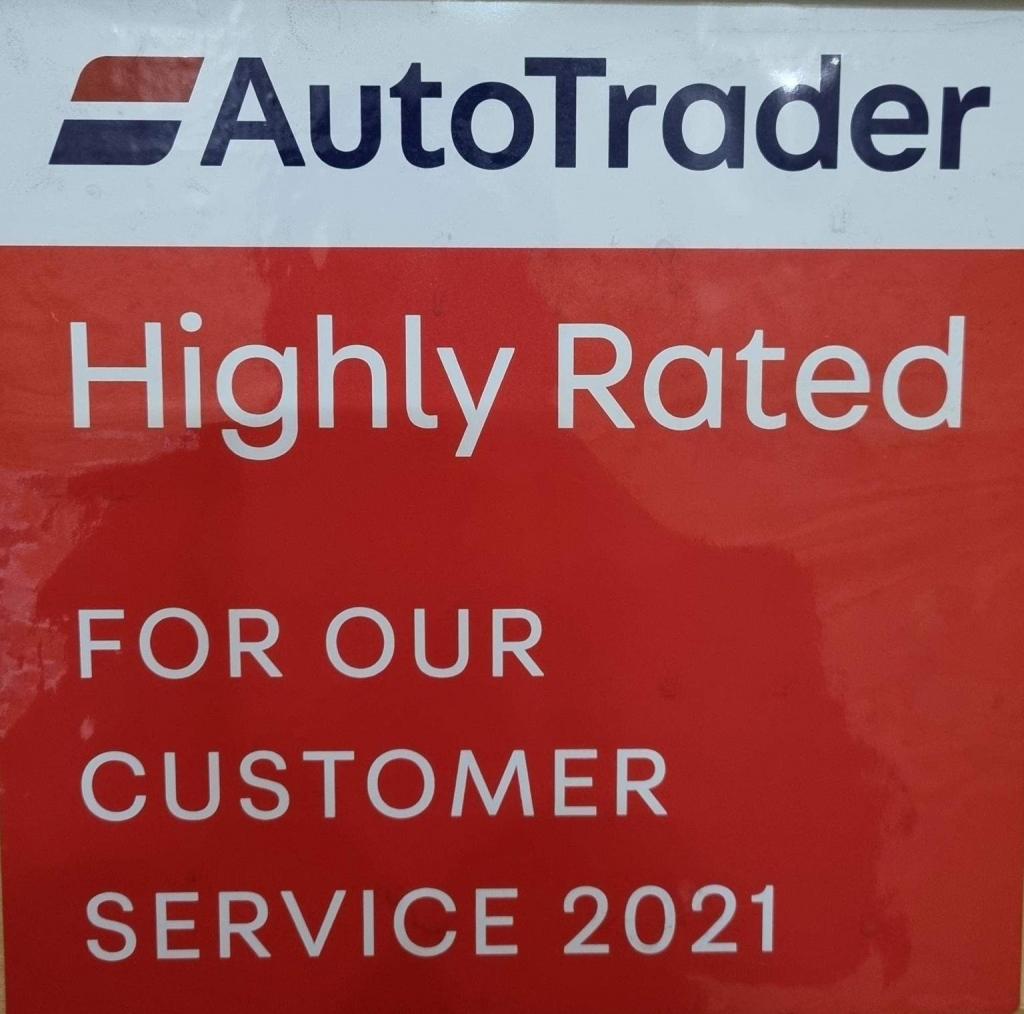 AutoTrader
Highly Rated
FOR OUR
CUSTOMER
SERVICE 2021